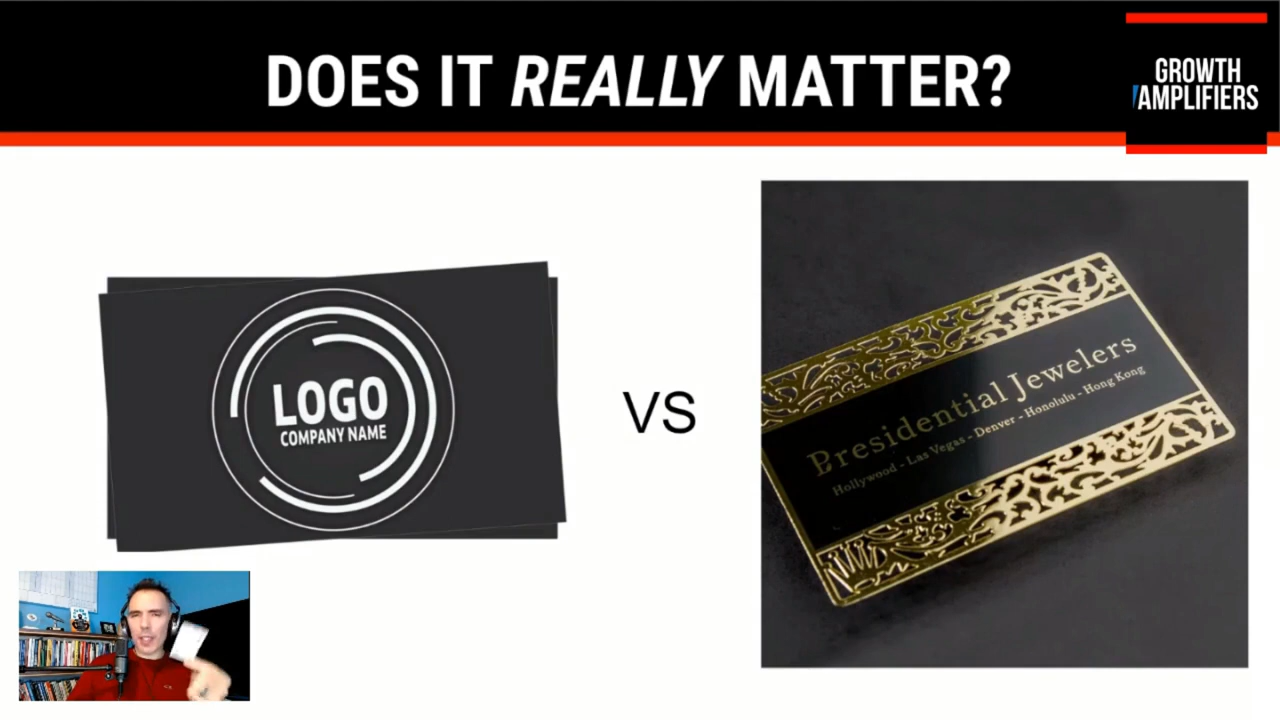 DOES IT REALLY MATTER?
GROWTH
AMPLIFIERS
LOGO
COMPANY NAME
VS
Presidential Jewelers
Hollywood - Las Vegas - Denver - Honolulu - Hong Kong